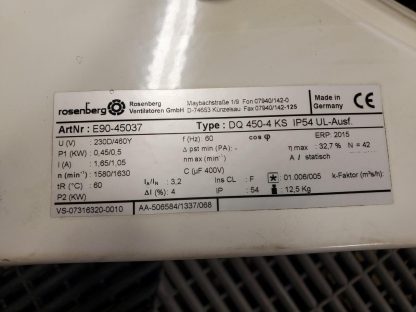 rosenberg Rosenberg Ventilatoren GmbH Maybachstraße 1/9 Fon 07940/142-0 D-74653 Künzelsau Fax 07940/142-125 Made in Germany CE
ArtNr : E90-45037 Type : DQ 450-4 KS IP54 UL-Ausf.
U (V) : 230D/460Y f (Hz) : 60 cos φ ERP: 2015
P1 (KW) : 0,45/0,5 Δ pst min (PA): - η max : 32,7 % N = 42
I (A) : 1,65/1,05 nmax (min⁻¹) A / statisch
n (min⁻¹) : 1580/1630 C (µF 400V)
tR (°C) : 60 IA/IN : 3,2 Ins CL : F 01.006/005 k-Faktor (m²s/h):
P2 (KW) ΔI (%) : 4 IP : 54 : 12,5 Kg
VS-07316320-0010 AA-506584/1337/068